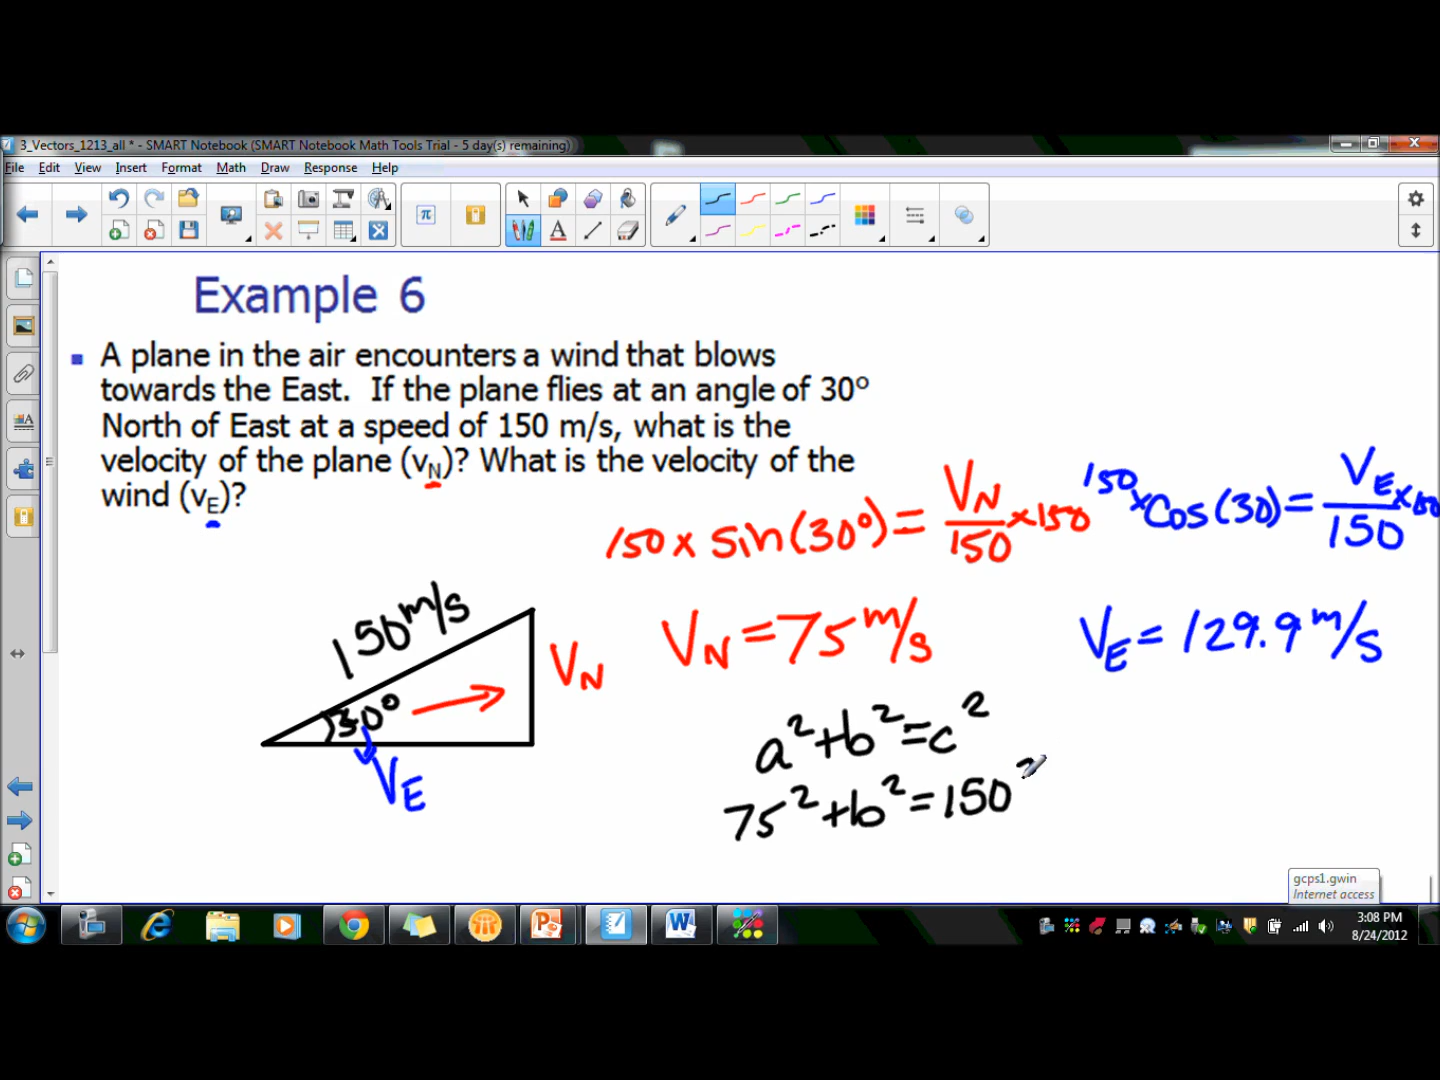 3_Vectors_1213_all * - SMART Notebook (SMART Notebook Math Tools Trial - 5 day(s) remaining)
File Edit View Insert Format Math Draw Response Help
Example 6
A plane in the air encounters a wind that blows
towards the East. If the plane flies at an angle of 30°
North of East at a speed of 150 m/s, what is the
velocity of the plane (vN)? What is the velocity of the
wind (vE)?
150 x sin(30°) = VN/150 x 150
150 x Cos(30) = VE/150 x 150
150 m/s
30°
VN
VE
VN = 75 m/s
VE = 129.9 m/s
a² + b² = c²
75² + b² = 150²
gcps1.gwin
Internet access
3:08 PM
8/24/2012